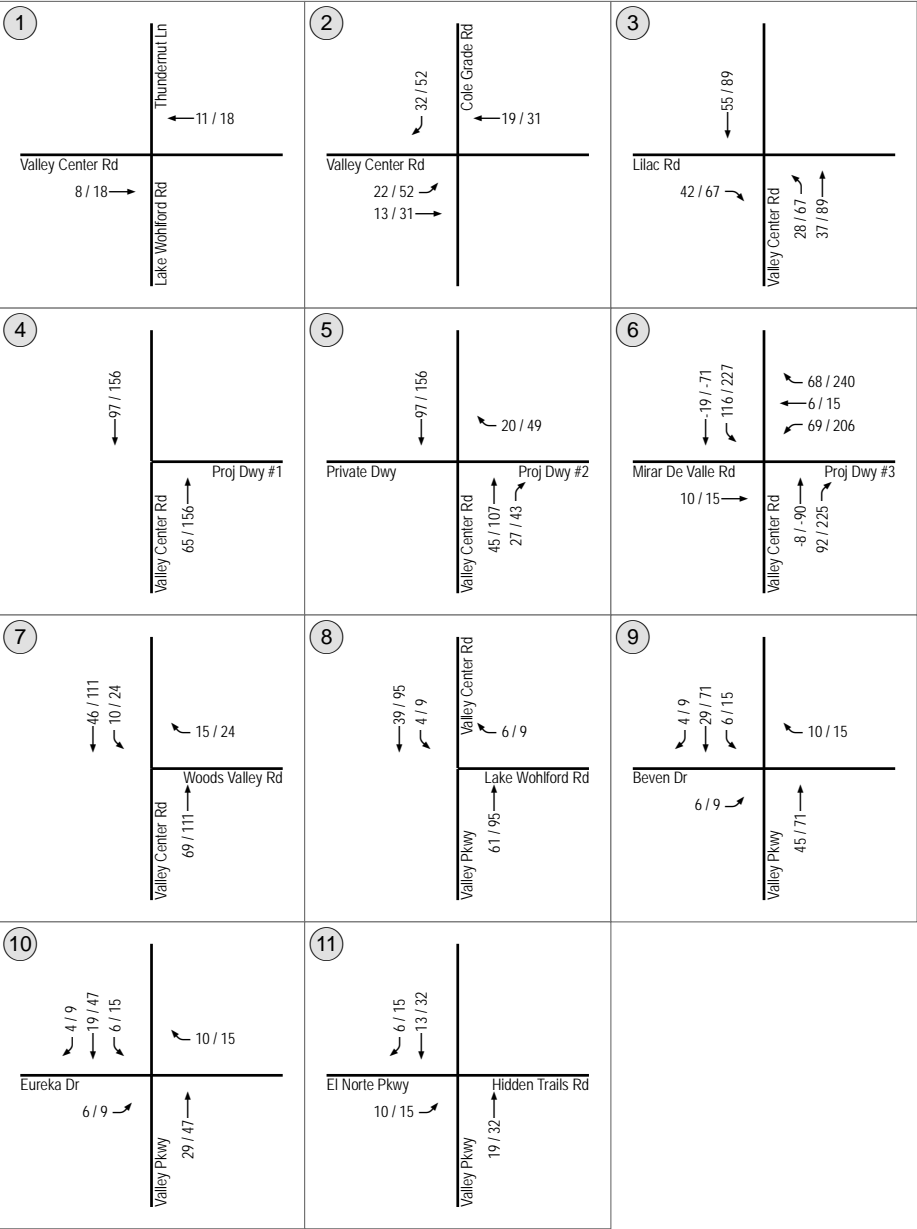 1
Thundernut Ln
11 / 18
Valley Center Rd
8 / 18
Lake Wohlford Rd
2
Cole Grade Rd
32 / 52
19 / 31
Valley Center Rd
22 / 52
13 / 31
3
55 / 89
Lilac Rd
42 / 67
Valley Center Rd
28 / 67
37 / 89
4
97 / 156
Proj Dwy #1
Valley Center Rd
65 / 156
5
97 / 156
20 / 49
Private Dwy
Proj Dwy #2
Valley Center Rd
45 / 107
27 / 43
6
-19 / -71
116 / 227
68 / 240
6 / 15
69 / 206
Mirar De Valle Rd
Proj Dwy #3
10 / 15
Valley Center Rd
-8 / -90
92 / 225
7
46 / 111
10 / 24
15 / 24
Woods Valley Rd
Valley Center Rd
69 / 111
8
39 / 95
4 / 9
Valley Center Rd
6 / 9
Lake Wohlford Rd
Valley Pkwy
61 / 95
9
4 / 9
29 / 71
6 / 15
10 / 15
Beven Dr
6 / 9
Valley Pkwy
45 / 71
10
4 / 9
19 / 47
6 / 15
10 / 15
Eureka Dr
6 / 9
Valley Pkwy
29 / 47
11
6 / 15
13 / 32
El Norte Pkwy
Hidden Trails Rd
10 / 15
Valley Pkwy
19 / 32